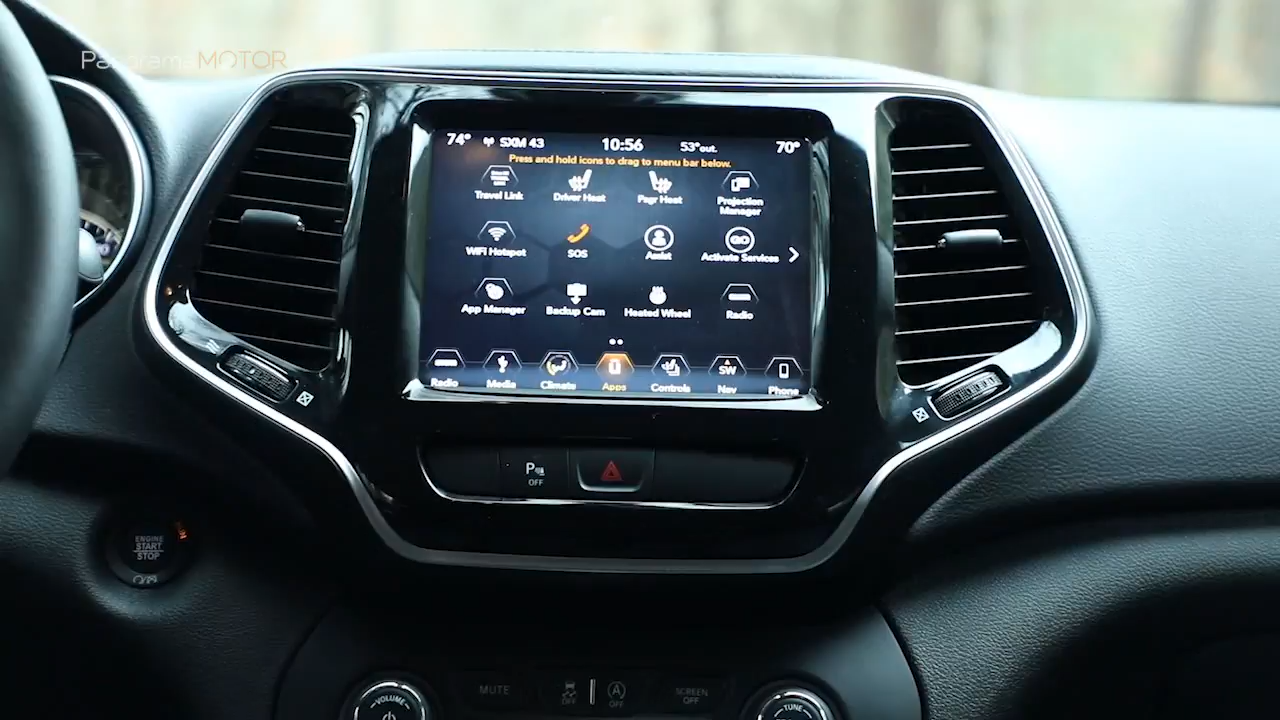 PanoramaMOTOR
74° SXM 43 10:56 53°out. 70°
Press and hold icons to drag to menu bar below.
Travel Link Driver Heat Psgr Heat Projection
Manager
GO
WiFi Hotspot SOS Assist Activate Services
App Manager Backup Cam Heated Wheel Radio
SW
Radio Media Climate Apps Controls Nav Phone
P
OFF
ENGINE
START
STOP
MUTE OFF A OFF SCREEN
OFF
VOLUME TUNE